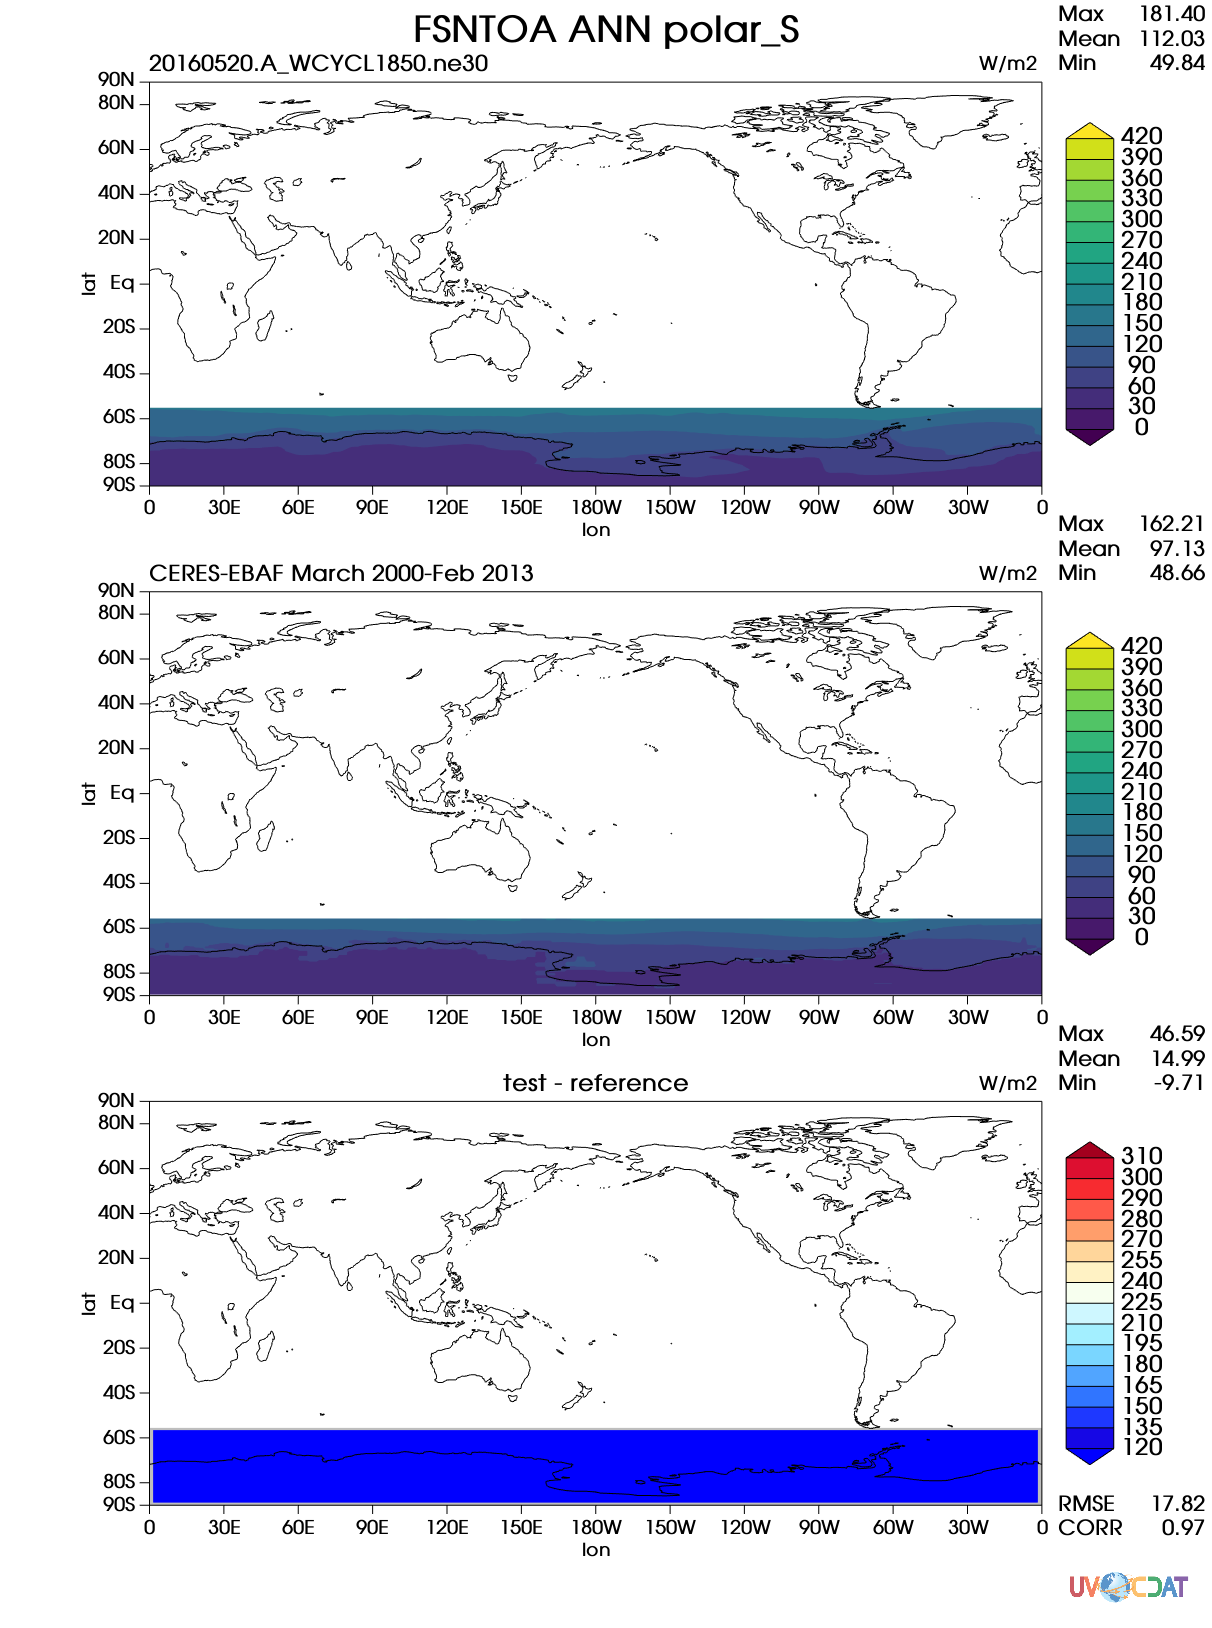 FSNTOA ANN polar_S
Max 181.40
Mean 112.03
Min 49.84
20160520.A_WCYCL1850.ne30
W/m2
90N
80N
60N
40N
20N
Eq
20S
40S
60S
80S
90S
lat
0 30E 60E 90E 120E 150E 180W 150W 120W 90W 60W 30W 0
lon
420
390
360
330
300
270
240
210
180
150
120
90
60
30
0
Max 162.21
Mean 97.13
Min 48.66
CERES-EBAF March 2000-Feb 2013
W/m2
90N
80N
60N
40N
20N
Eq
20S
40S
60S
80S
90S
lat
0 30E 60E 90E 120E 150E 180W 150W 120W 90W 60W 30W 0
lon
420
390
360
330
300
270
240
210
180
150
120
90
60
30
0
Max 46.59
Mean 14.99
Min -9.71
test - reference
W/m2
90N
80N
60N
40N
20N
Eq
20S
40S
60S
80S
90S
lat
0 30E 60E 90E 120E 150E 180W 150W 120W 90W 60W 30W 0
lon
310
300
290
280
270
255
240
225
210
195
180
165
150
135
120
RMSE 17.82
CORR 0.97
UV CDAT